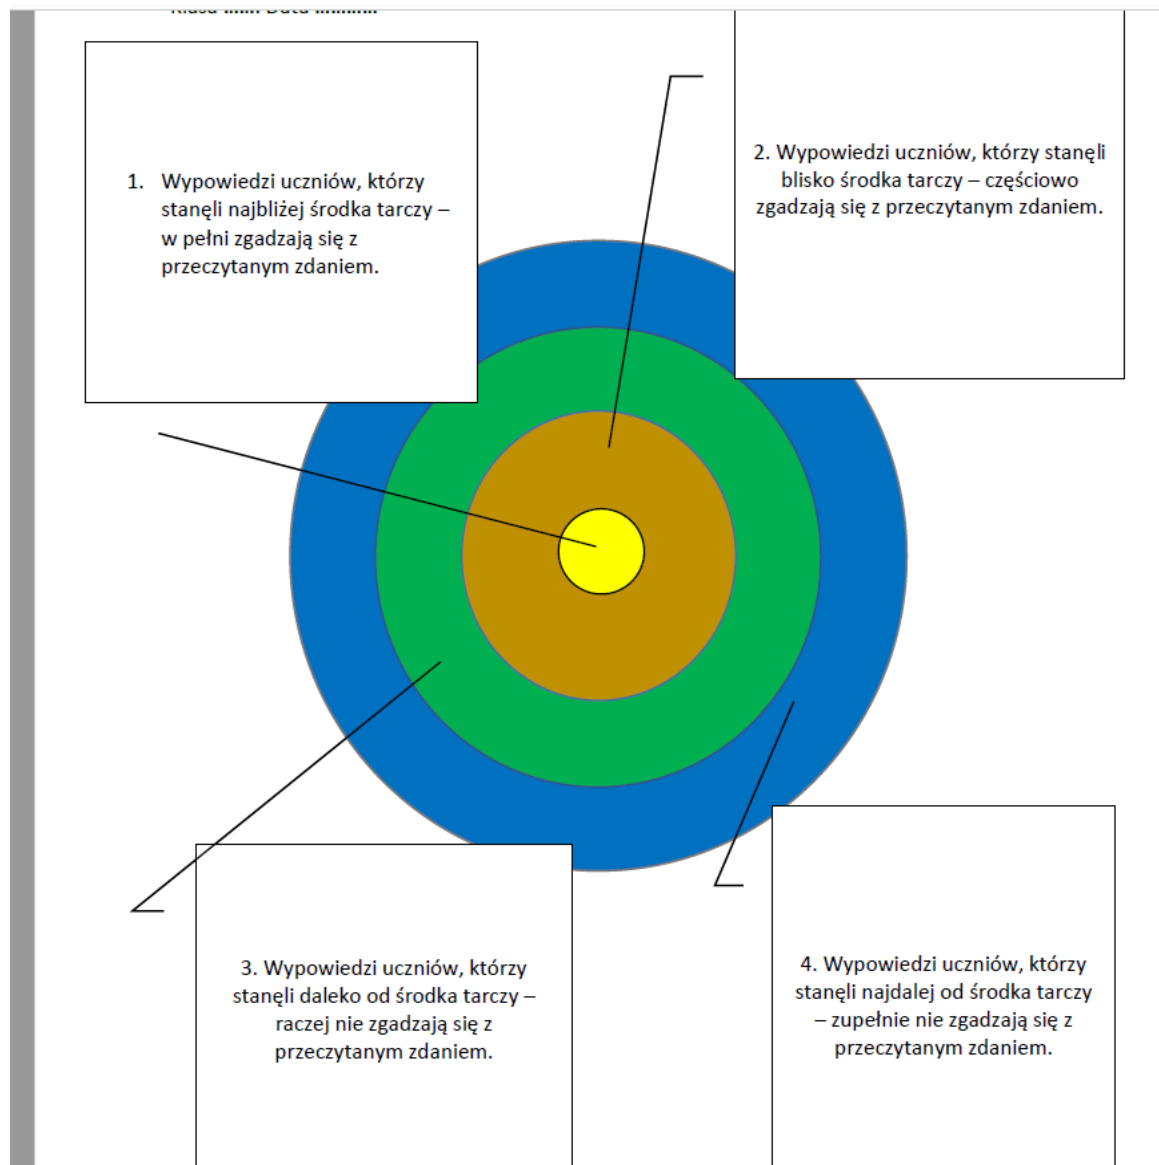 1. Wypowiedzi uczniów, którzy
stanęli najbliżej środka tarczy –
w pełni zgadzają się z
przeczytanym zdaniem.
2. Wypowiedzi uczniów, którzy stanęli
blisko środka tarczy – częściowo
zgadzają się z przeczytanym zdaniem.
3. Wypowiedzi uczniów, którzy
stanęli daleko od środka tarczy –
raczej nie zgadzają się z
przeczytanym zdaniem.
4. Wypowiedzi uczniów, którzy
stanęli najdalej od środka tarczy
– zupełnie nie zgadzają się z
przeczytanym zdaniem.